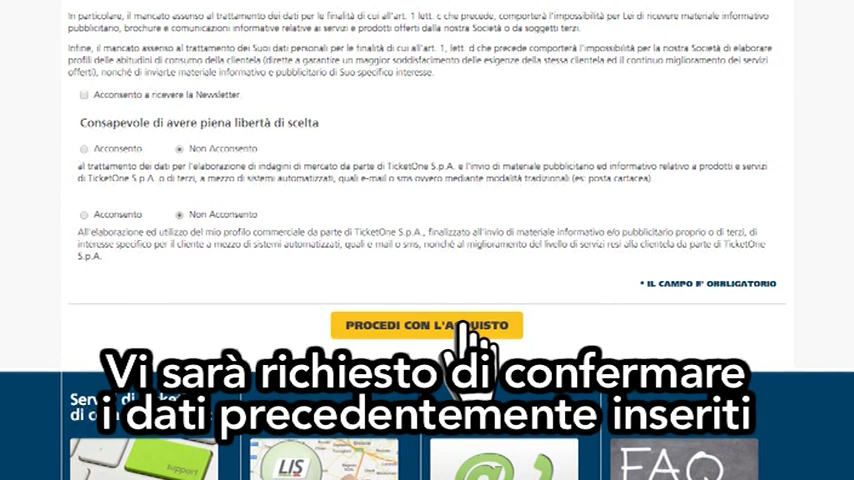 In particolare, il mancato assenso al trattamento dei dati per le finalità di cui all'art. 1 lett. c che precede, comporterà l'impossibilità per Lei di ricevere materiale informativo
pubblicitario, brochure e comunicazioni informative relative ai servizi e prodotti offerti dalla nostra Società o da soggetti terzi.
Infine, il mancato assenso al trattamento dei Suoi dati personali per le finalità di cui all'art. 1, lett. d che precede comporterà l'impossibilità per la nostra Società di elaborare
profili delle abitudini di consumo della clientela (dirette a garantire un maggior soddisfacimento delle esigenze della stessa clientela ed il continuo miglioramento dei servizi
offerti), nonché di inviarLe materiale informativo e pubblicitario di Suo specifico interesse.
Acconsento a ricevere la Newsletter
Consapevole di avere piena libertà di scelta
Acconsento Non Acconsento
al trattamento dei dati per l'elaborazione di indagini di mercato da parte di TicketOne S.p.A. e l'invio di materiale pubblicitario ed informativo relativo a prodotti e servizi
di TicketOne S.p.A. o di terzi, a mezzo di sistemi automatizzati, quali e-mail o sms ovvero mediante modalità tradizionali (es: posta cartacea)
Acconsento Non Acconsento
All'elaborazione ed utilizzo del mio profilo commerciale da parte di TicketOne S.p.A., finalizzato all'invio di materiale informativo e/o pubblicitario proprio o di terzi, di
interesse specifico per il cliente a mezzo di sistemi automatizzati, quali e-mail o sms, nonché al miglioramento del livello di servizi resi alla clientela da parte di TicketOne
S.p.A.
* IL CAMPO E' OBBLIGATORIO
PROCEDI CON L'ACQUISTO
Vi sarà richiesto di confermare
i dati precedentemente inseriti
support
LIS
FAQ